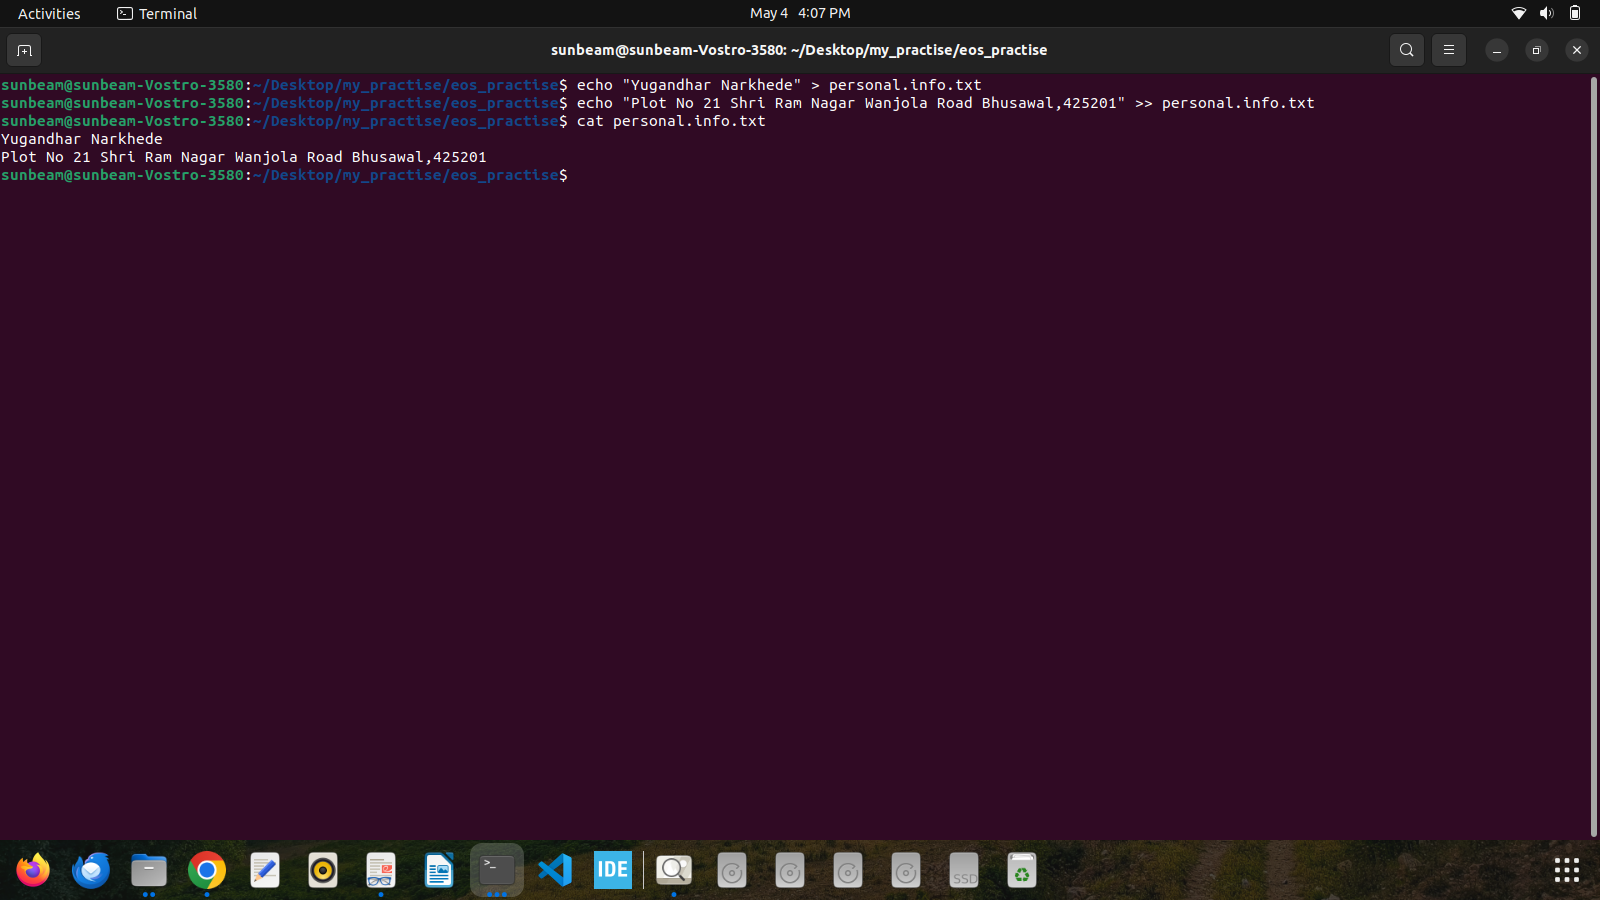 Activities
Terminal
May 4 4:07 PM
sunbeam@sunbeam-Vostro-3580: ~/Desktop/my_practise/eos_practise
sunbeam@sunbeam-Vostro-3580:~/Desktop/my_practise/eos_practise$ echo "Yugandhar Narkhede" > personal.info.txt
sunbeam@sunbeam-Vostro-3580:~/Desktop/my_practise/eos_practise$ echo "Plot No 21 Shri Ram Nagar Wanjola Road Bhusawal,425201" >> personal.info.txt
sunbeam@sunbeam-Vostro-3580:~/Desktop/my_practise/eos_practise$ cat personal.info.txt
Yugandhar Narkhede
Plot No 21 Shri Ram Nagar Wanjola Road Bhusawal,425201
sunbeam@sunbeam-Vostro-3580:~/Desktop/my_practise/eos_practise$
>_
IDE
SSD